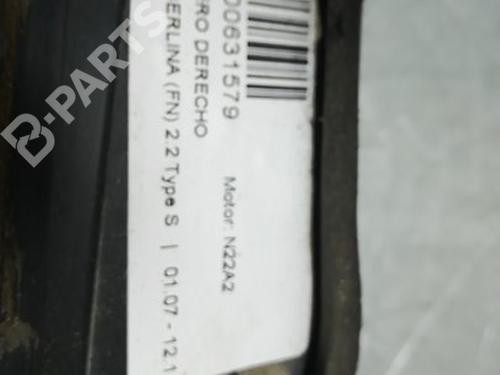 B-PARTS
00631579
RO DERECHO
Motor: N22A2
ERLINA (FN) 2.2 Type S | 01.07 - 12.1